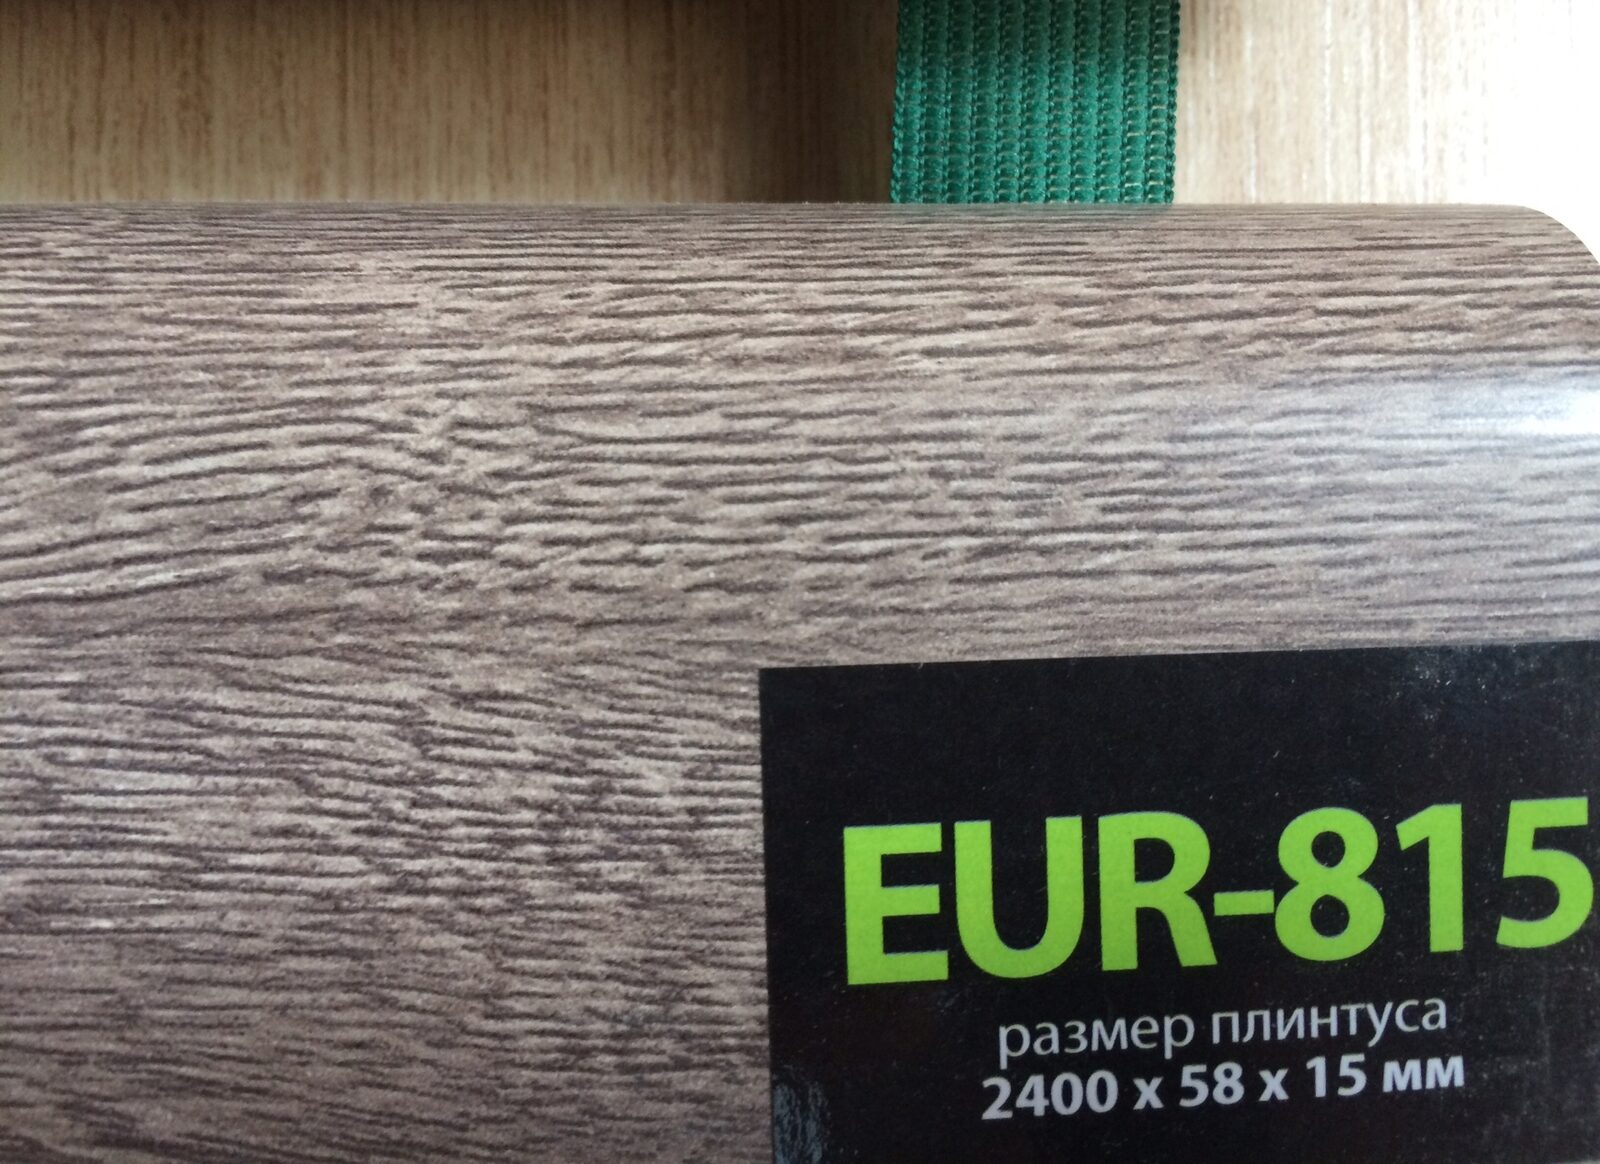 EUR-815
размер плинтуса
2400 x 58 x 15 мм